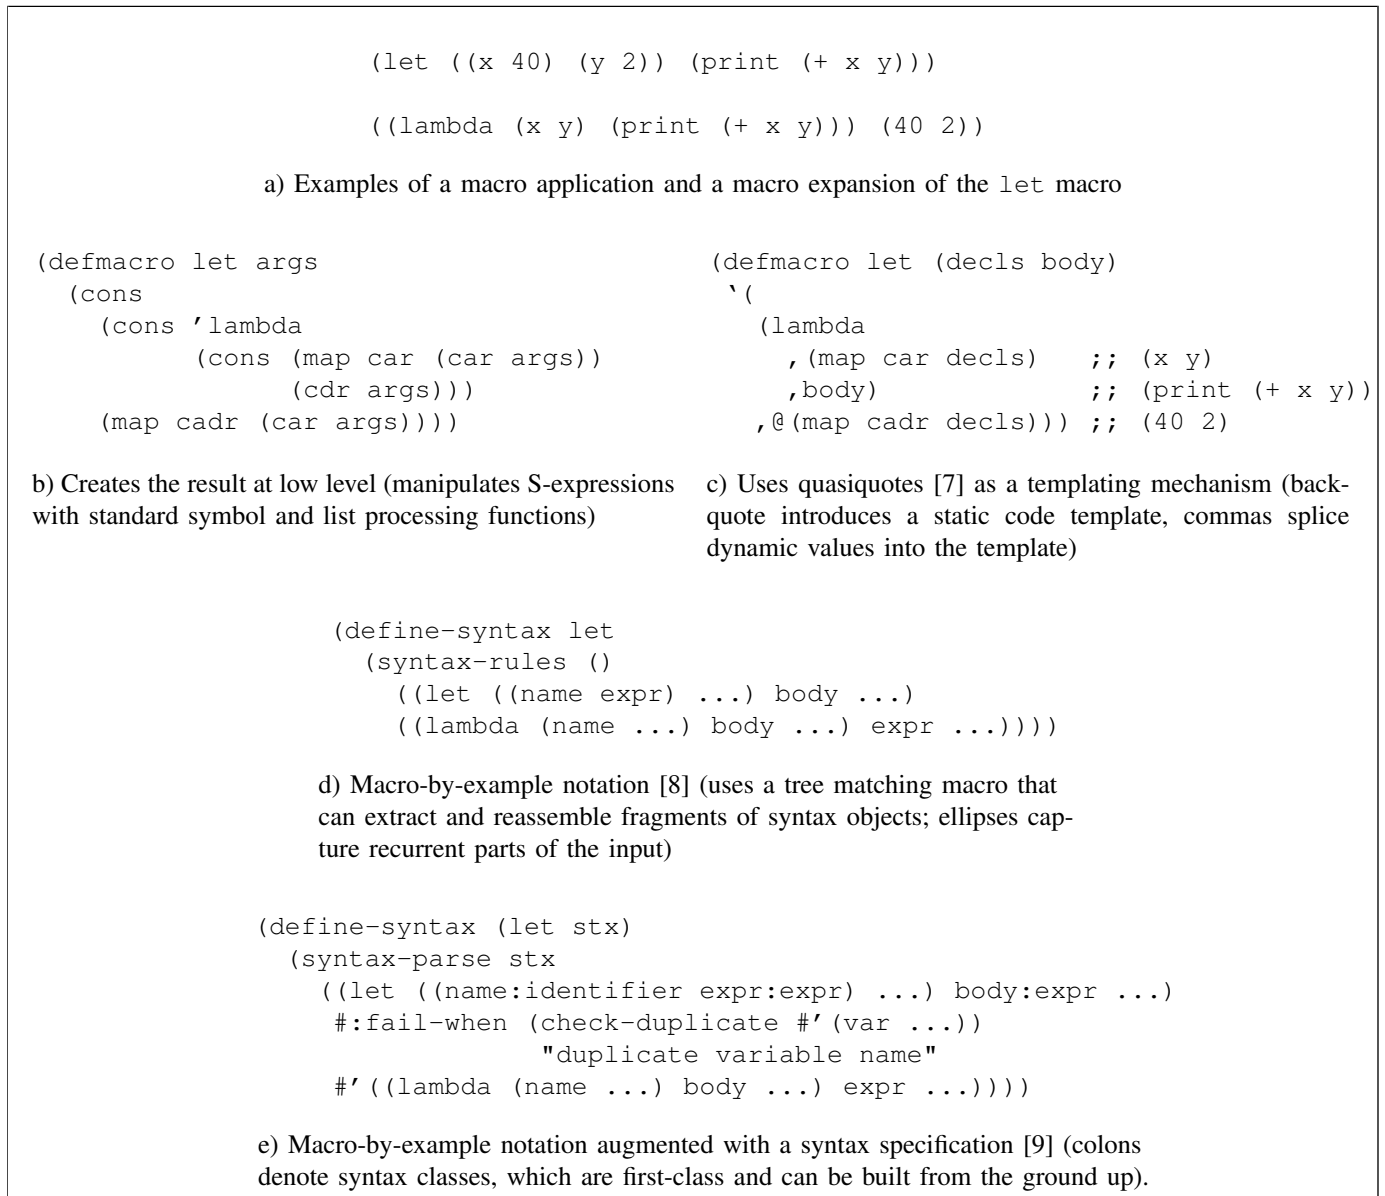 (let ((x 40) (y 2)) (print (+ x y)))
((lambda (x y) (print (+ x y))) (40 2))
a) Examples of a macro application and a macro expansion of the let macro
(defmacro let args
  (cons
    (cons ’lambda
          (cons (map car (car args))
                (cdr args)))
    (map cadr (car args))))
b) Creates the result at low level (manipulates S-expressions
with standard symbol and list processing functions)
(defmacro let (decls body)
 ‘(
   (lambda
     ,(map car decls)   ;; (x y)
     ,body)             ;; (print (+ x y))
   ,@(map cadr decls))) ;; (40 2)
c) Uses quasiquotes [7] as a templating mechanism (back-
quote introduces a static code template, commas splice
dynamic values into the template)
(define-syntax let
  (syntax-rules ()
    ((let ((name expr) ...) body ...)
    ((lambda (name ...) body ...) expr ...))))
d) Macro-by-example notation [8] (uses a tree matching macro that
can extract and reassemble fragments of syntax objects; ellipses cap-
ture recurrent parts of the input)
(define-syntax (let stx)
  (syntax-parse stx
    ((let ((name:identifier expr:expr) ...) body:expr ...)
     #:fail-when (check-duplicate #’(var ...))
                  "duplicate variable name"
     #’((lambda (name ...) body ...) expr ...))))
e) Macro-by-example notation augmented with a syntax specification [9] (colons
denote syntax classes, which are first-class and can be built from the ground up).